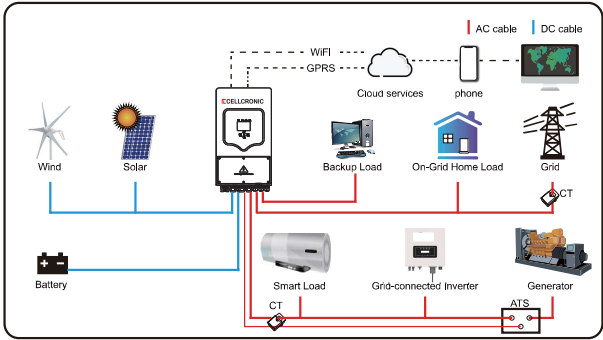 AC cable
DC cable
WiFI
GPRS
Cloud services
phone
ECELLCRONIC
Wind
Solar
Backup Load
On-Grid Home Load
Grid
CT
Battery
Smart Load
Grid-connected Inverter
Generator
CT
ATS